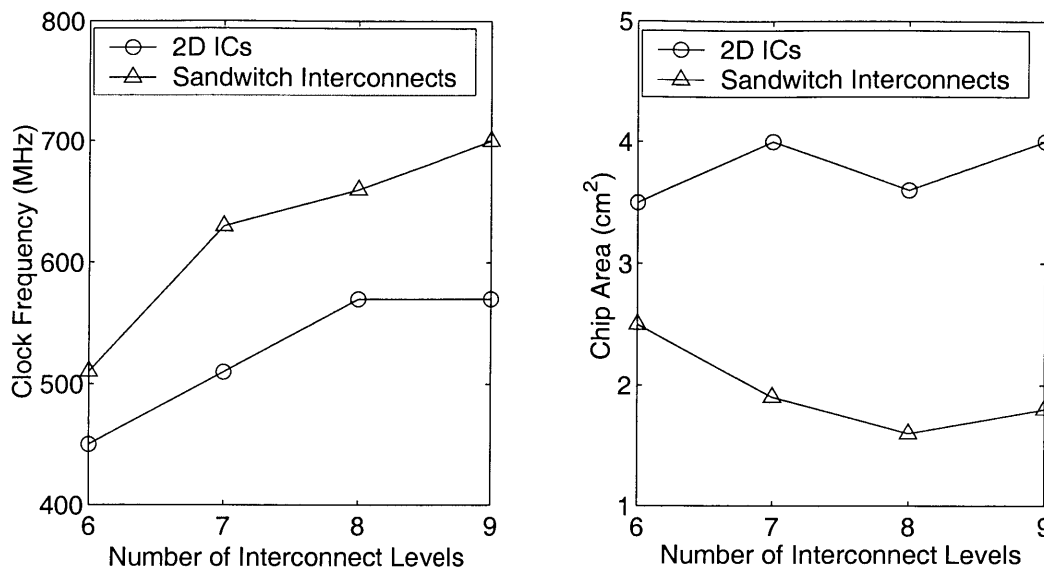 800
700
600
500
400
Clock Frequency (MHz)
2D ICs
Sandwitch Interconnects
6 7 8 9
Number of Interconnect Levels
5
4
3
2
1
Chip Area (cm²)
2D ICs
Sandwitch Interconnects
6 7 8 9
Number of Interconnect Levels